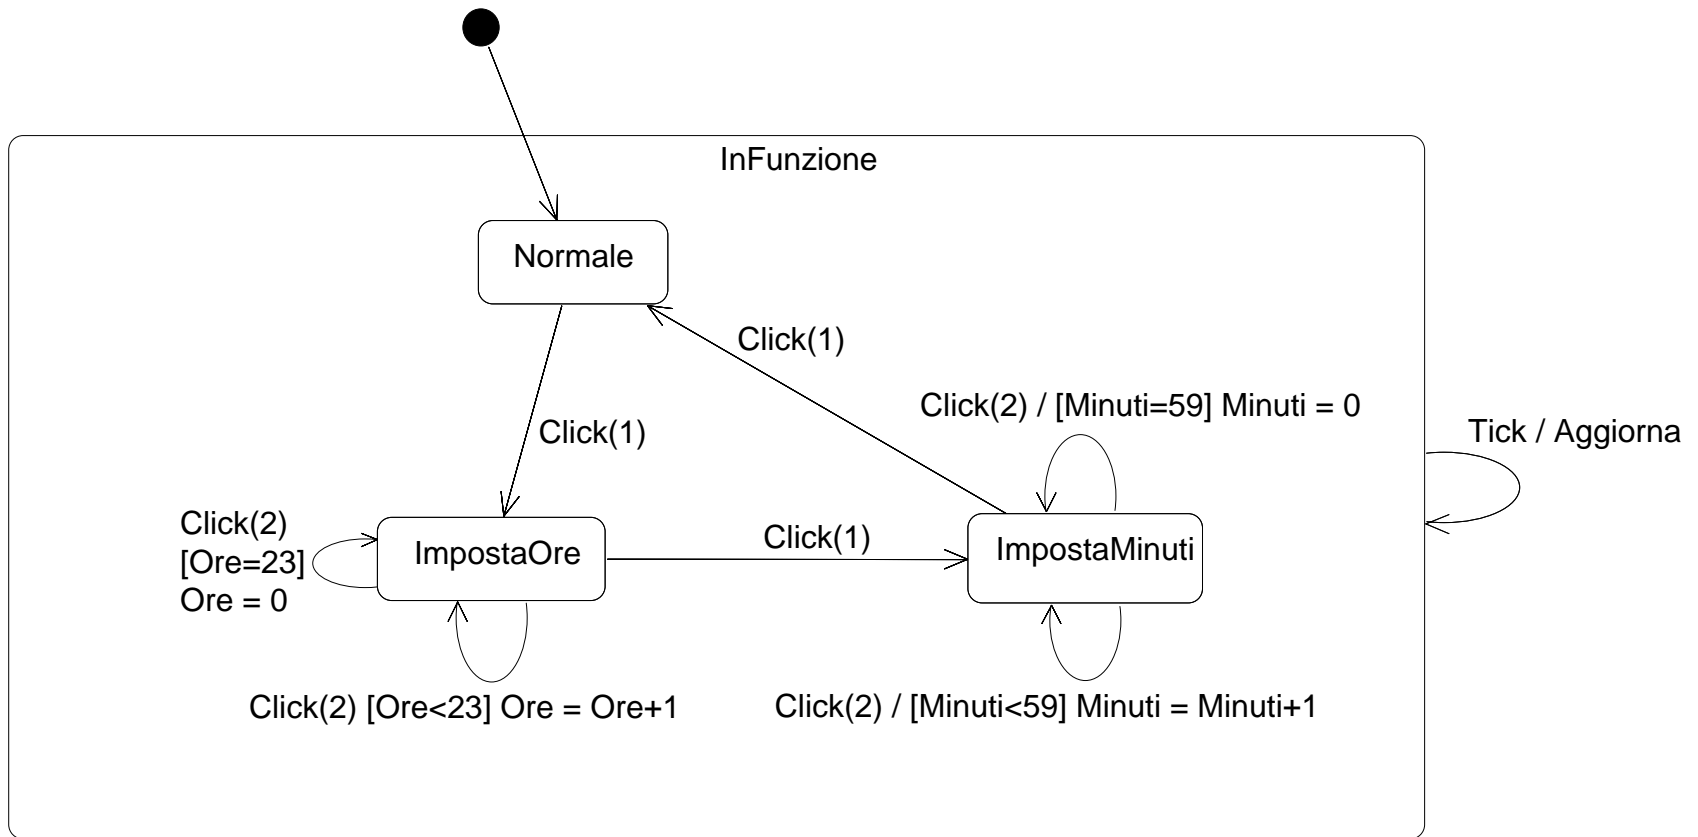 InFunzione
Normale
Click(1)
Click(2) / [Minuti=59] Minuti = 0
Tick / Aggiorna
Click(1)
Click(2)
[Ore=23]
Ore = 0
ImpostaOre
Click(1)
ImpostaMinuti
Click(2) [Ore<23] Ore = Ore+1
Click(2) / [Minuti<59] Minuti = Minuti+1